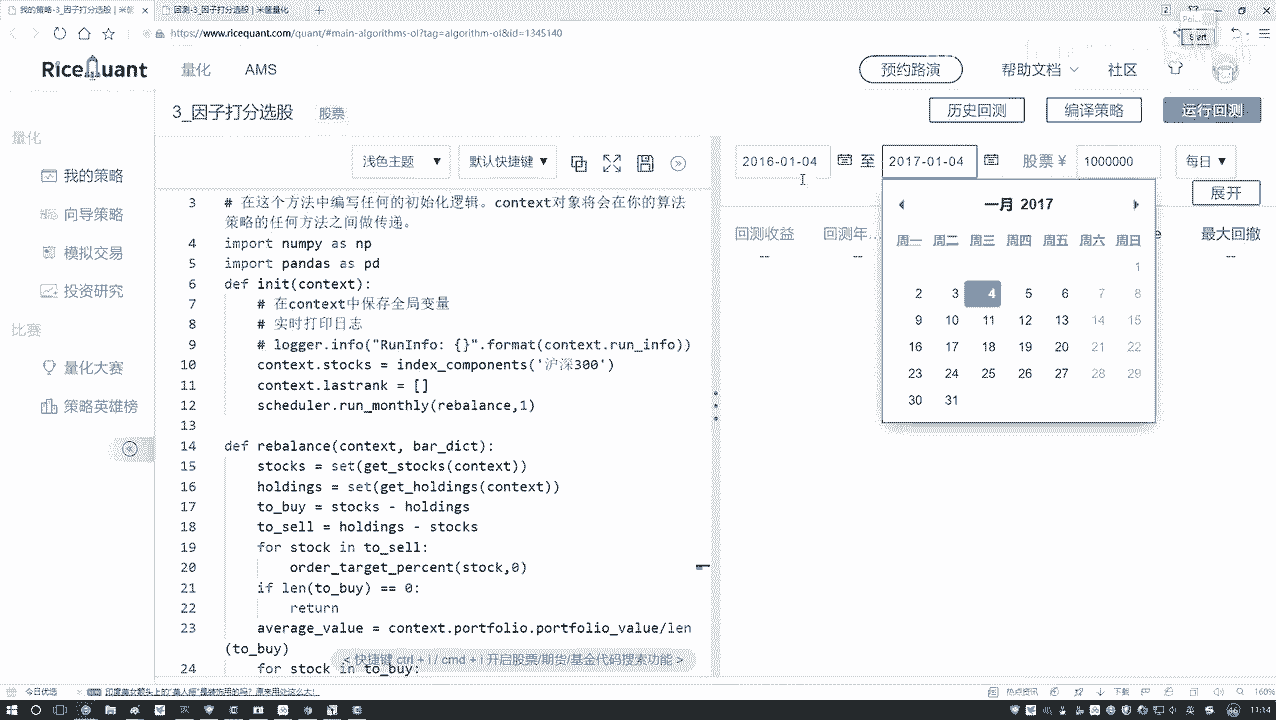 我的策略-3_因子打分选股 | 米筐
回测-3_因子打分选股 | 米筐量化
https://www.ricequant.com/quant/#main-algorithms-ol?tag=algorithm-ol&id=1345140
RiceQuant
量化
AMS
预约路演
帮助文档
社区
3_因子打分选股
股票
历史回测
编译策略
运行回测
量化
我的策略
向导策略
模拟交易
投资研究
比赛
量化大赛
策略英雄榜
浅色主题
默认快捷键
2016-01-04
至
2017-01-04
股票 ¥
1000000
每日
展开
回测收益
回测年...
最大回撤
--
--
--
一月 2017
周一 周二 周三 周四 周五 周六 周日
1
2 3 4 5 6 7 8
9 10 11 12 13 14 15
16 17 18 19 20 21 22
23 24 25 26 27 28 29
30 31
3 # 在这个方法中编写任何的初始化逻辑。context对象将会在你的算法
策略的任何方法之间做传递。
4 import numpy as np
5 import pandas as pd
6 def init(context):
7 # 在context中保存全局变量
8 # 实时打印日志
9 # logger.info("RunInfo: {}".format(context.run_info))
10 context.stocks = index_components('沪深300')
11 context.lastrank = []
12 scheduler.run_monthly(rebalance,1)
13
14 def rebalance(context, bar_dict):
15 stocks = set(get_stocks(context))
16 holdings = set(get_holdings(context))
17 to_buy = stocks - holdings
18 to_sell = holdings - stocks
19 for stock in to_sell:
20 order_target_percent(stock,0)
21 if len(to_buy) == 0:
22 return
23 average_value = context.portfolio.portfolio_value/len
(to_buy)
24 for stock in to_buy:
< 快捷键 ctrl + i / cmd + i 开启股票/期货/基金代码搜索功能 >
今日优选
热点资讯
下载
160%
11:14